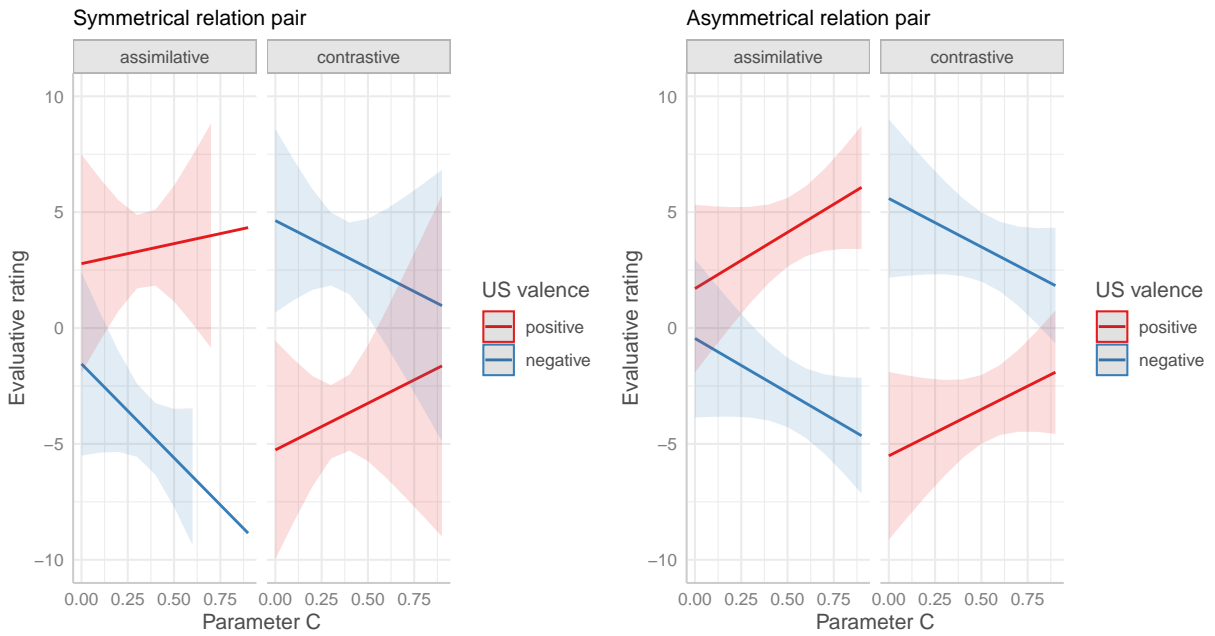 Symmetrical relation pair
assimilative
contrastive
10
5
0
−5
−10
Evaluative rating
0.00 0.25 0.50 0.75
0.00 0.25 0.50 0.75
Parameter C
US valence
positive
negative
Asymmetrical relation pair
assimilative
contrastive
10
5
0
−5
−10
Evaluative rating
0.00 0.25 0.50 0.75
0.00 0.25 0.50 0.75
Parameter C
US valence
positive
negative